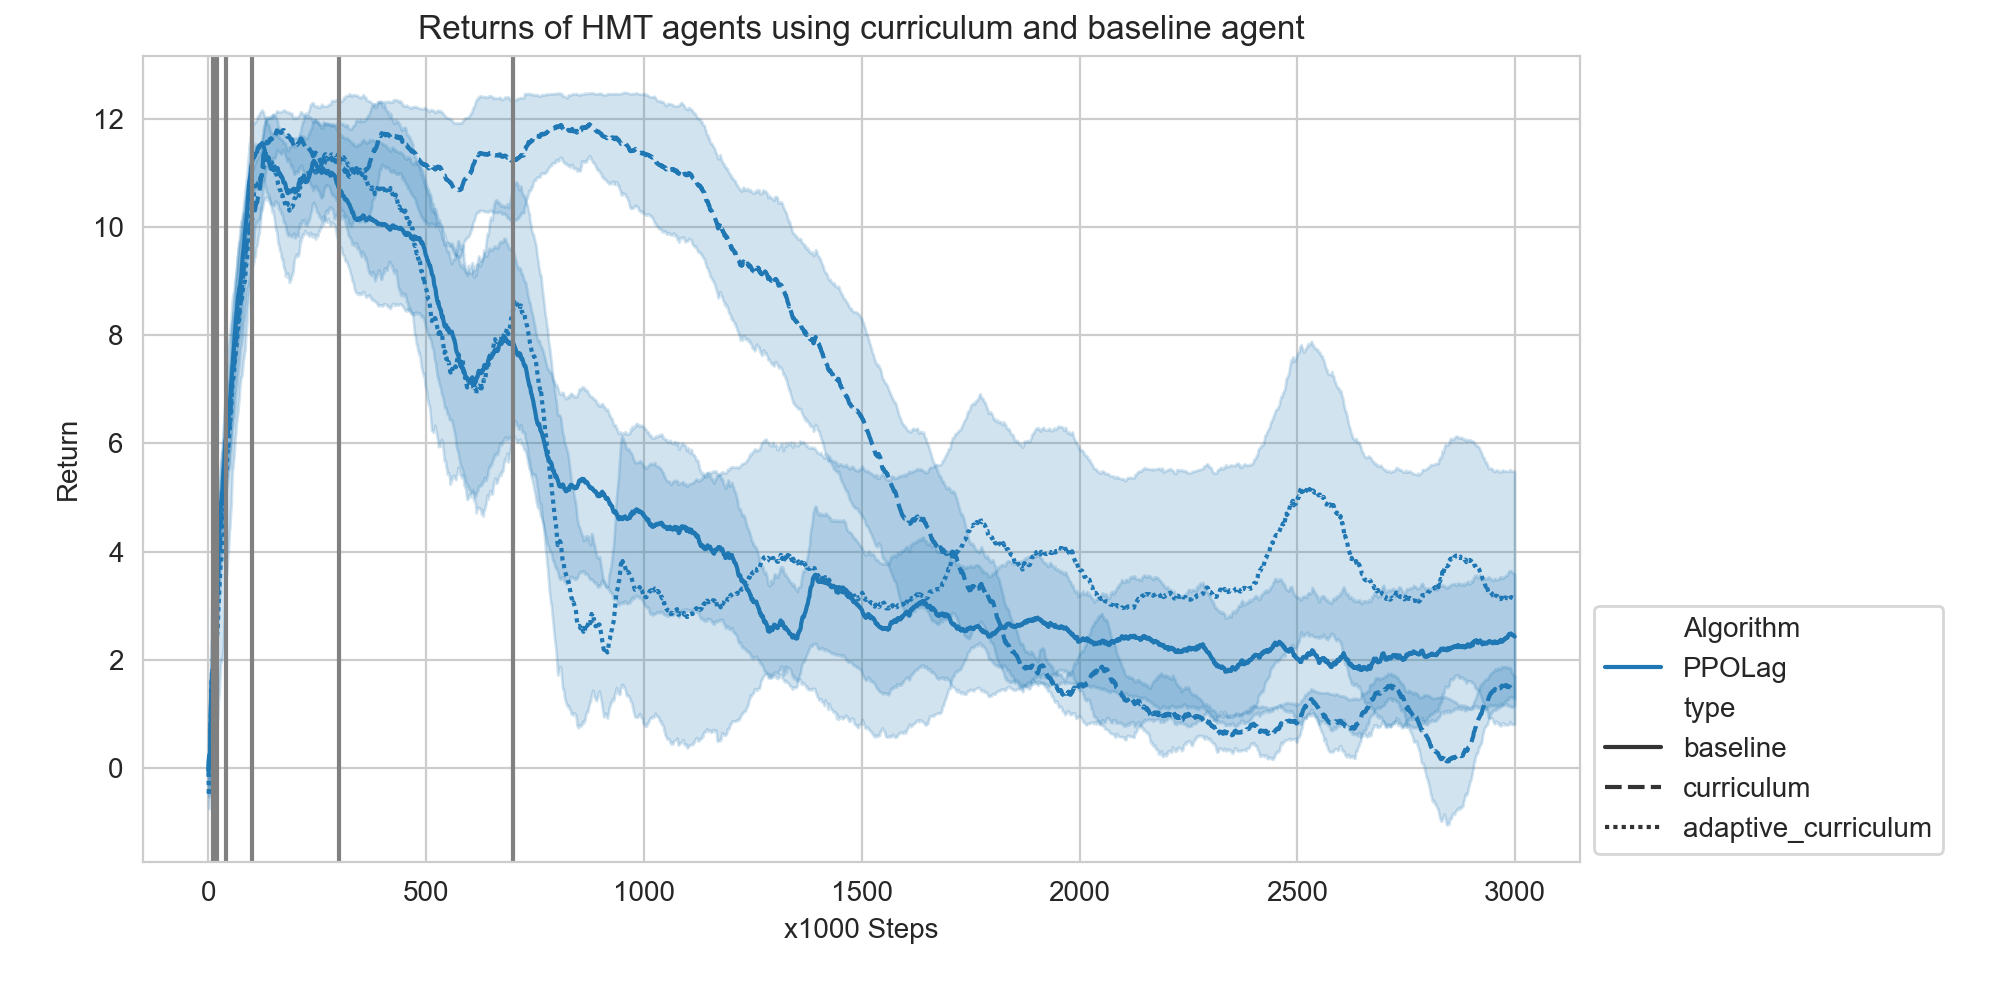 Returns of HMT agents using curriculum and baseline agent
12
10
8
6
4
2
0
Return
0 500 1000 1500 2000 2500 3000
x1000 Steps
Algorithm
PPOLag
type
baseline
curriculum
adaptive_curriculum